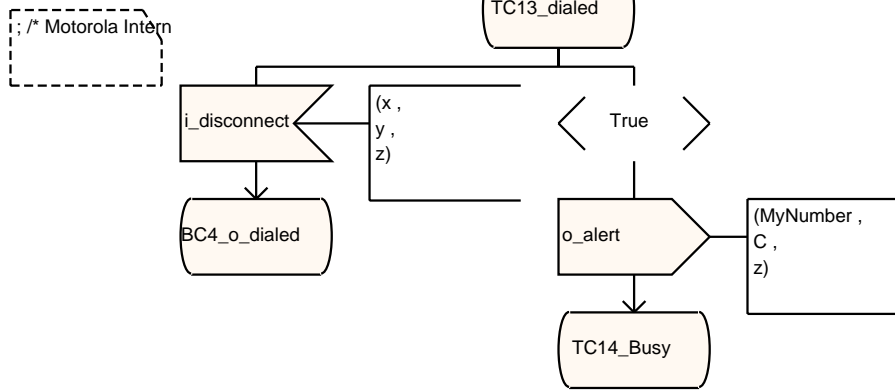 TC13_dialed
; /* Motorola Intern
i_disconnect
(x ,
y ,
z)
True
BC4_o_dialed
o_alert
(MyNumber ,
C ,
z)
TC14_Busy